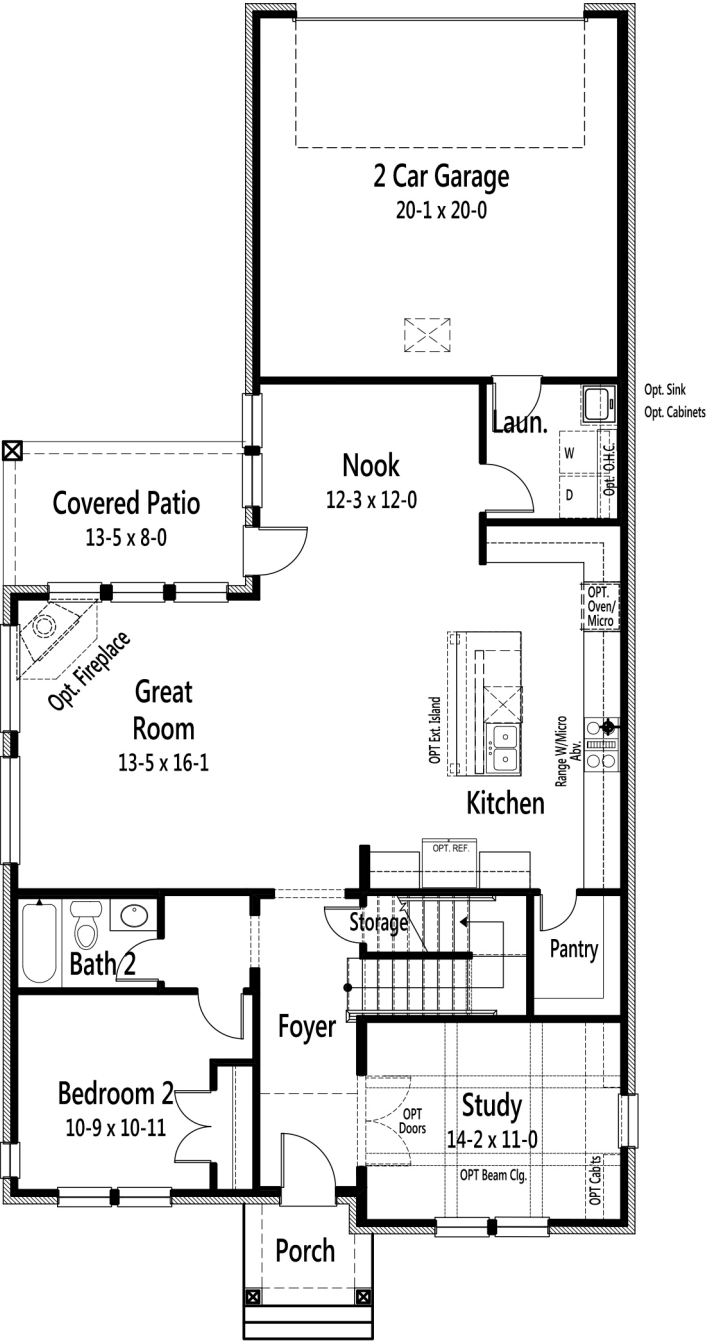 2 Car Garage
20-1 x 20-0
Opt. Sink
Opt. Cabinets
Laun.
W
D
Opt. O.H.C.
Nook
12-3 x 12-0
Covered Patio
13-5 x 8-0
OPT.
Oven/
Micro
Opt. Fireplace
Great
Room
13-5 x 16-1
OPT Ext. Island
Range W/Micro
Abv.
Kitchen
OPT. REF.
Storage
Pantry
Bath 2
Foyer
Bedroom 2
10-9 x 10-11
OPT
Doors
Study
14-2 x 11-0
OPT Beam Clg.
OPT Cab'ts
Porch